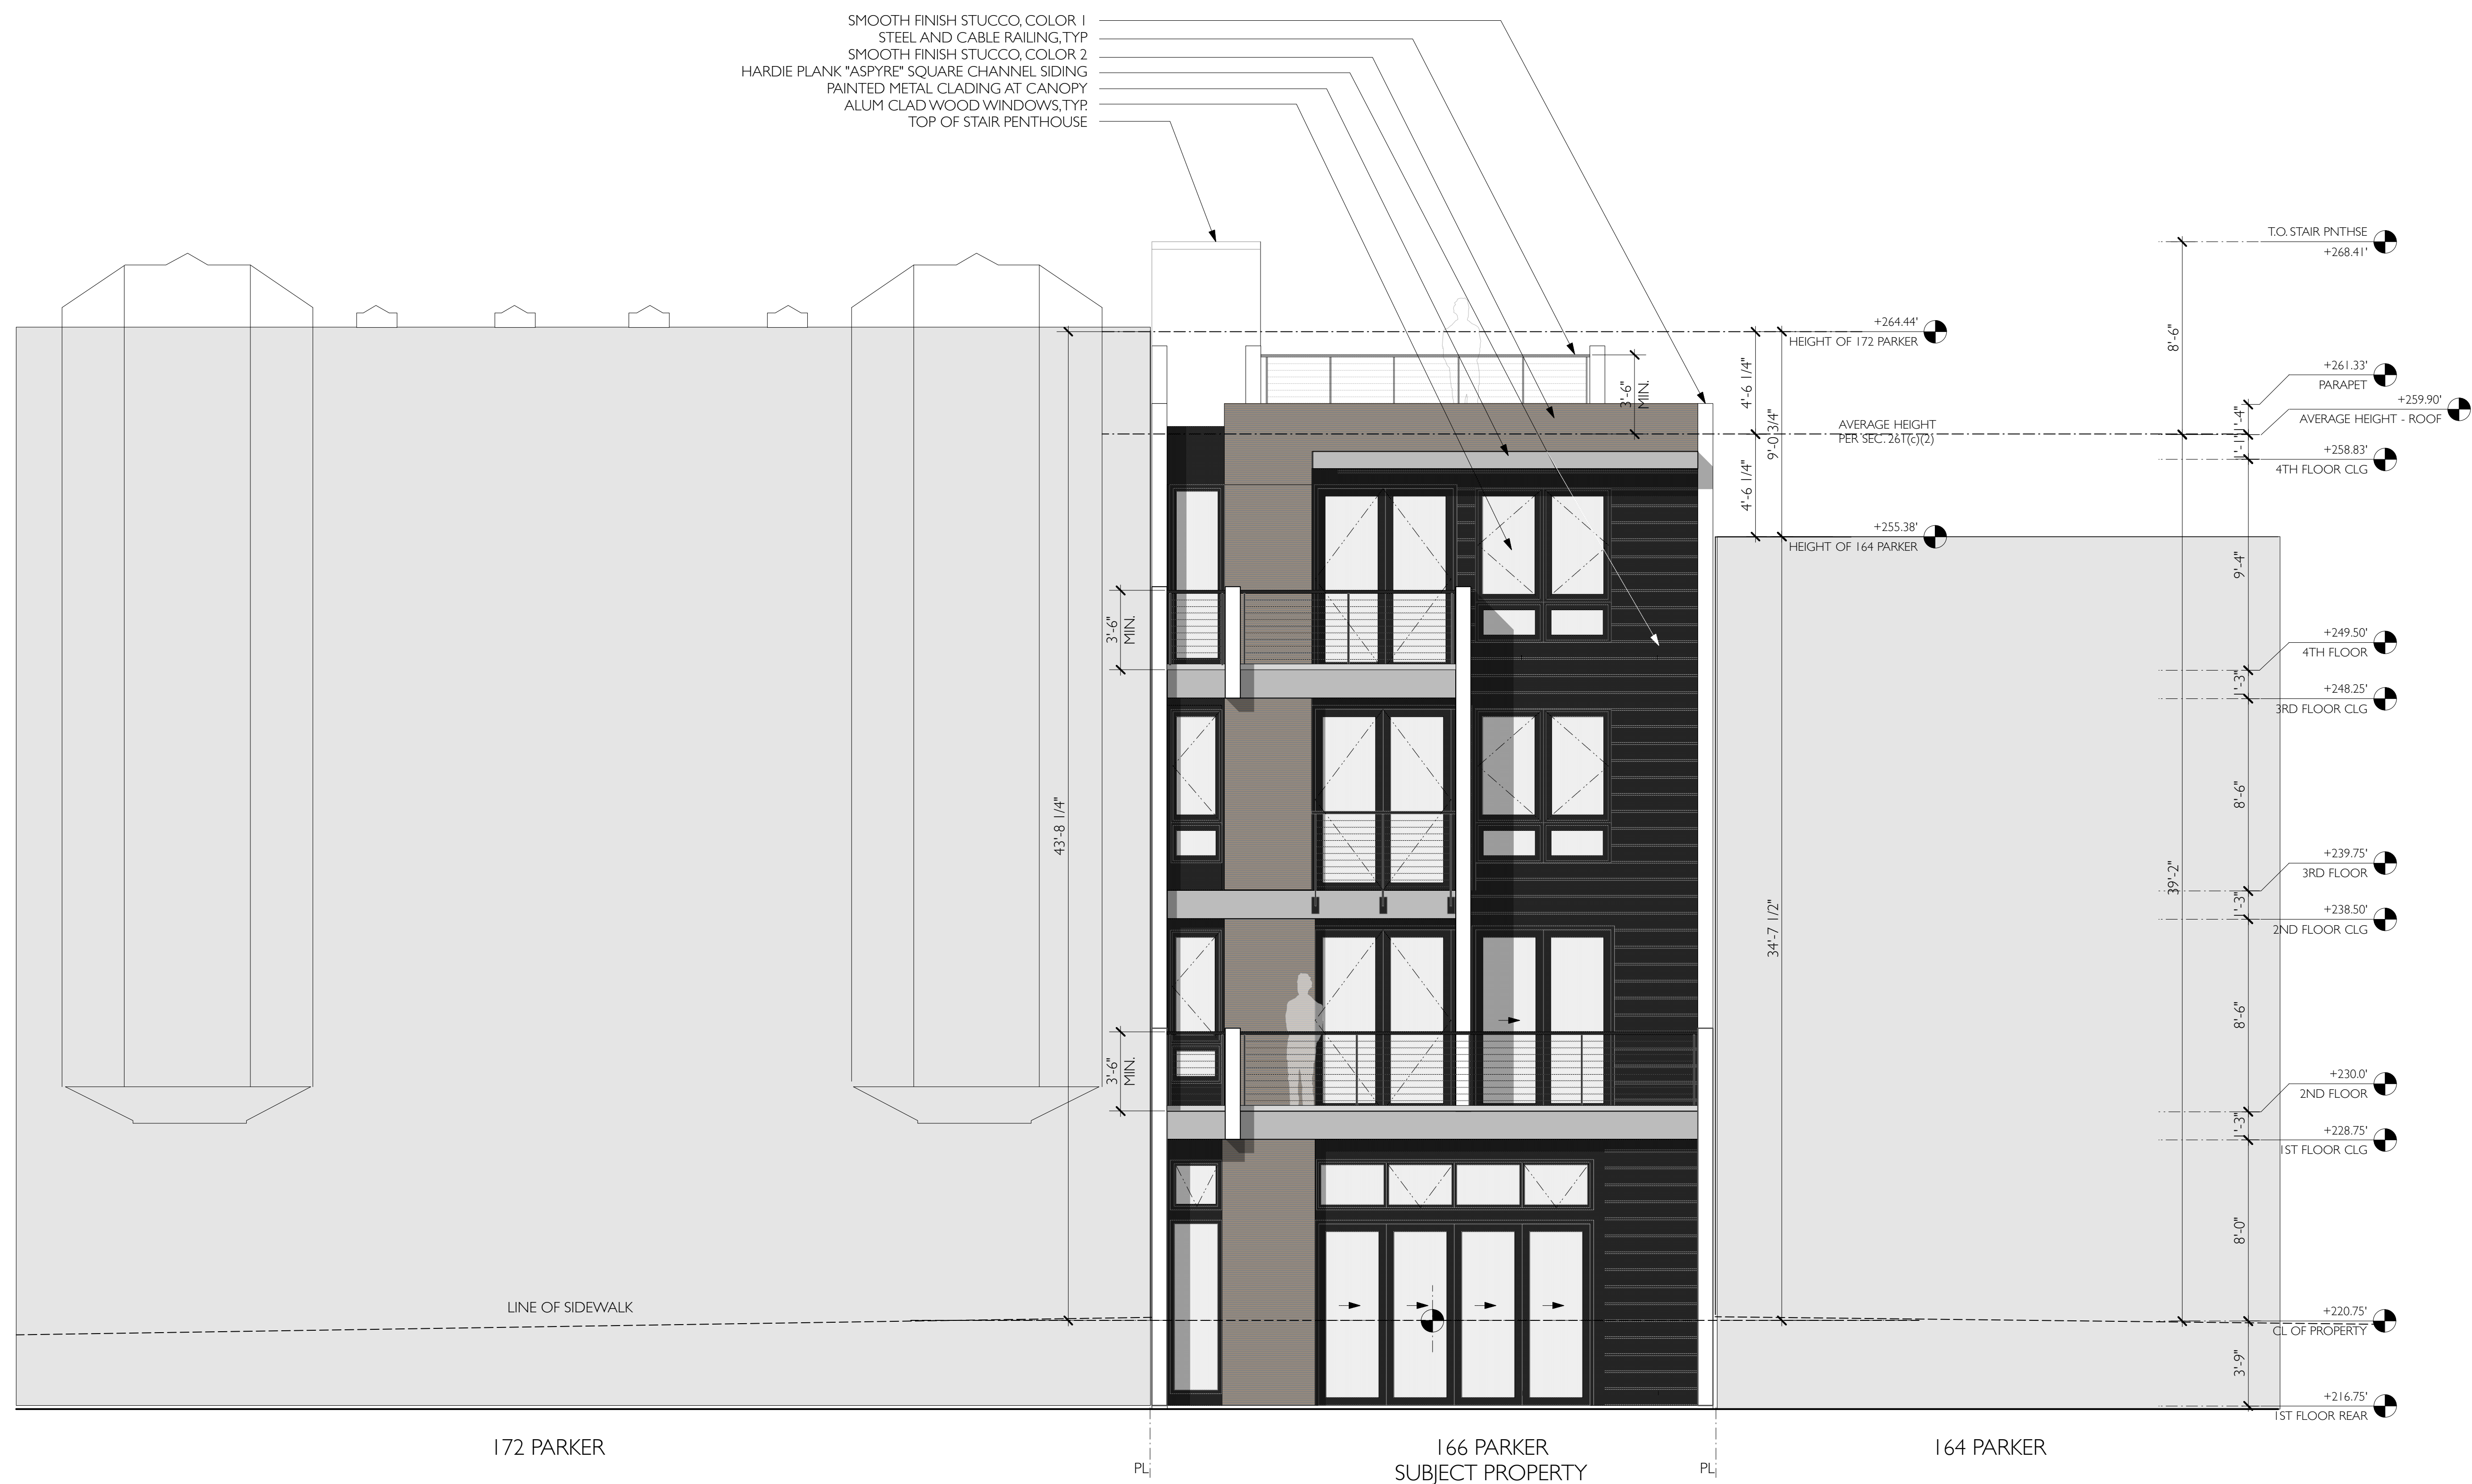 SMOOTH FINISH STUCCO, COLOR 1
STEEL AND CABLE RAILING, TYP
SMOOTH FINISH STUCCO, COLOR 2
HARDIE PLANK "ASPYRE" SQUARE CHANNEL SIDING
PAINTED METAL CLADING AT CANOPY
ALUM CLAD WOOD WINDOWS, TYP.
TOP OF STAIR PENTHOUSE
T.O. STAIR PNTHSE
+268.41'
8'-6"
+264.44'
HEIGHT OF 172 PARKER
+261.33'
PARAPET
+259.90'
AVERAGE HEIGHT - ROOF
3'-6"
MIN.
4'-6 1/4"
9'-0 3/4"
AVERAGE HEIGHT
PER SEC. 261(c)(2)
1'-4"
1'-1"
+258.83'
4TH FLOOR CLG
4'-6 1/4"
+255.38'
HEIGHT OF 164 PARKER
9'-4"
3'-6"
MIN.
+249.50'
4TH FLOOR
1'-3"
+248.25'
3RD FLOOR CLG
43'-8 1/4"
8'-6"
+239.75'
3RD FLOOR
39'-2"
34'-7 1/2"
1'-3"
+238.50'
2ND FLOOR CLG
8'-6"
3'-6"
MIN.
+230.0'
2ND FLOOR
1'-3"
+228.75'
1ST FLOOR CLG
8'-0"
LINE OF SIDEWALK
+220.75'
CL OF PROPERTY
3'-9"
+216.75'
1ST FLOOR REAR
172 PARKER
166 PARKER
164 PARKER
PL
SUBJECT PROPERTY
PL